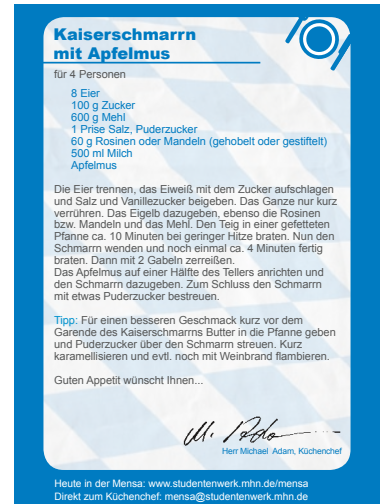 Kaiserschmarrn
mit Apfelmus
für 4 Personen
8 Eier
100 g Zucker
600 g Mehl
1 Prise Salz, Puderzucker
60 g Rosinen oder Mandeln (gehobelt oder gestiftelt)
500 ml Milch
Apfelmus
Die Eier trennen, das Eiweiß mit dem Zucker aufschlagen
und Salz und Vanillezucker beigeben. Das Ganze nur kurz
verrühren. Das Eigelb dazugeben, ebenso die Rosinen
bzw. Mandeln und das Mehl. Den Teig in einer gefetteten
Pfanne ca. 10 Minuten bei geringer Hitze braten. Nun den
Schmarrn wenden und noch einmal ca. 4 Minuten fertig
braten. Dann mit 2 Gabeln zerreißen.
Das Apfelmus auf einer Hälfte des Tellers anrichten und
den Schmarrn dazugeben. Zum Schluss den Schmarrn
mit etwas Puderzucker bestreuen.
Tipp: Für einen besseren Geschmack kurz vor dem
Garende des Kaiserschmarrns Butter in die Pfanne geben
und Puderzucker über den Schmarrn streuen. Kurz
karamellisieren und evtl. noch mit Weinbrand flambieren.
Guten Appetit wünscht Ihnen...
M. Ado
Herr Michael Adam, Küchenchef
Heute in der Mensa: www.studentenwerk.mhn.de/mensa
Direkt zum Küchenchef: mensa@studentenwerk.mhn.de